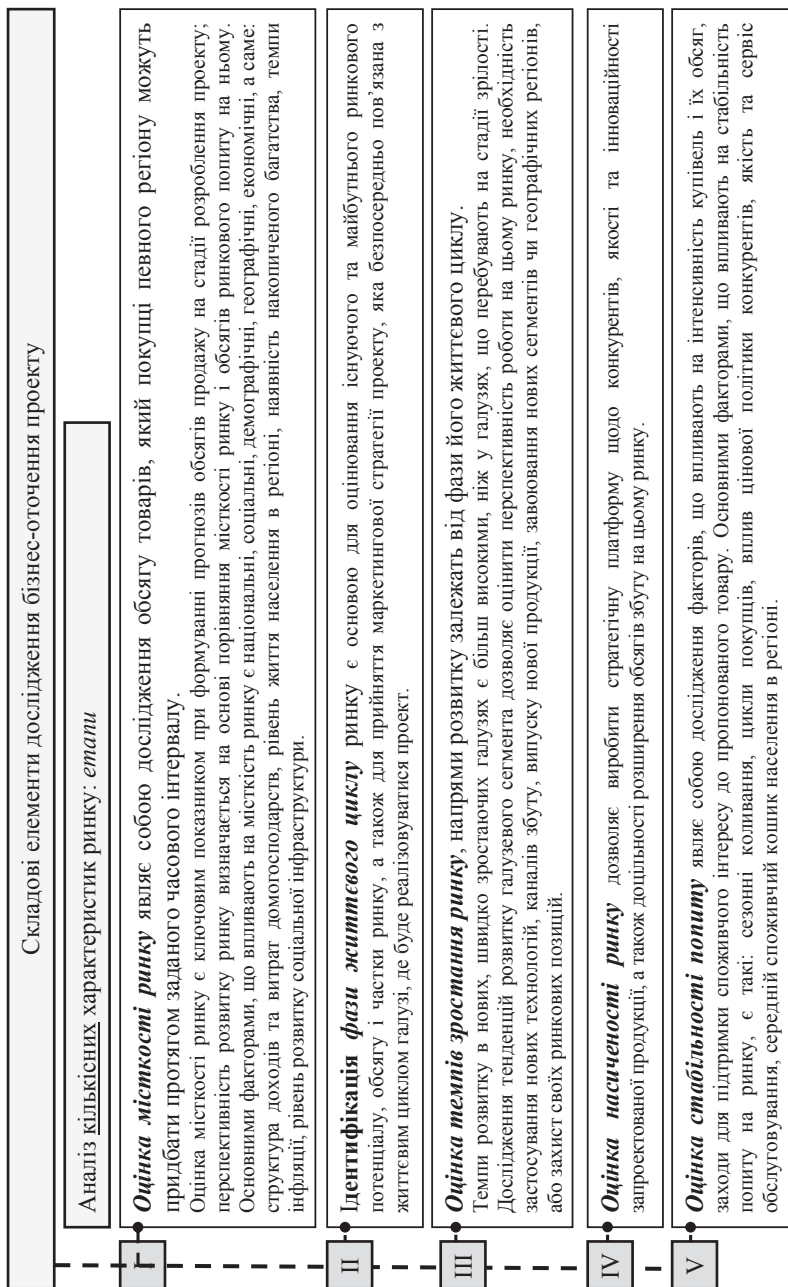 Складові елементи дослідження бізнес-оточення проекту
Аналіз кількісних характеристик ринку: етапи
I
Оцінка місткості ринку являє собою дослідження обсягу товарів, який покупці певного регіону можуть
придбати протягом заданого часового інтервалу.
Оцінка місткості ринку є ключовим показником при формуванні прогнозів обсягів продажу на стадії розроблення проекту;
перспективність розвитку ринку визначається на основі порівняння місткості ринку і обсягів ринкового попиту на ньому.
Основними факторами, що впливають на місткість ринку є національні, соціальні, демографічні, географічні, економічні, а саме:
структура доходів та витрат домогосподарств, рівень життя населення в регіоні, наявність накопиченого багатства, темпи
інфляції, рівень розвитку соціальної інфраструктури.
II
Ідентифікація фази життєвого циклу ринку є основою для оцінювання існуючого та майбутнього ринкового
потенціалу, обсягу і частки ринку, а також для прийняття маркетингової стратегії проекту, яка безпосередньо пов'язана з
життєвим циклом галузі, де буде реалізовуватися проект.
III
Оцінка темпів зростання ринку, напрями розвитку залежать від фази його життєвого циклу.
Темпи розвитку в нових, швидко зростаючих галузях є більш високими, ніж у галузях, що перебувають на стадії зрілості.
Дослідження тенденцій розвитку галузевого сегмента дозволяє оцінити перспективність роботи на цьому ринку, необхідність
застосування нових технологій, каналів збуту, випуску нової продукції, завоювання нових сегментів чи географічних регіонів,
або захист своїх ринкових позицій.
IV
Оцінка насиченості ринку дозволяє виробити стратегічну платформу щодо конкурентів, якості та інноваційності
запроектованої продукції, а також доцільності розширення обсягів збуту на цьому ринку.
V
Оцінка стабільності попиту являє собою дослідження факторів, що впливають на інтенсивність купівель і їх обсяг,
заходи для підтримки споживчого інтересу до пропонованого товару. Основними факторами, що впливають на стабільність
попиту на ринку, є такі: сезонні коливання, цикли покупців, вплив цінової політики конкурентів, якість та сервіс
обслуговування, середній споживчий кошик населення в регіоні.